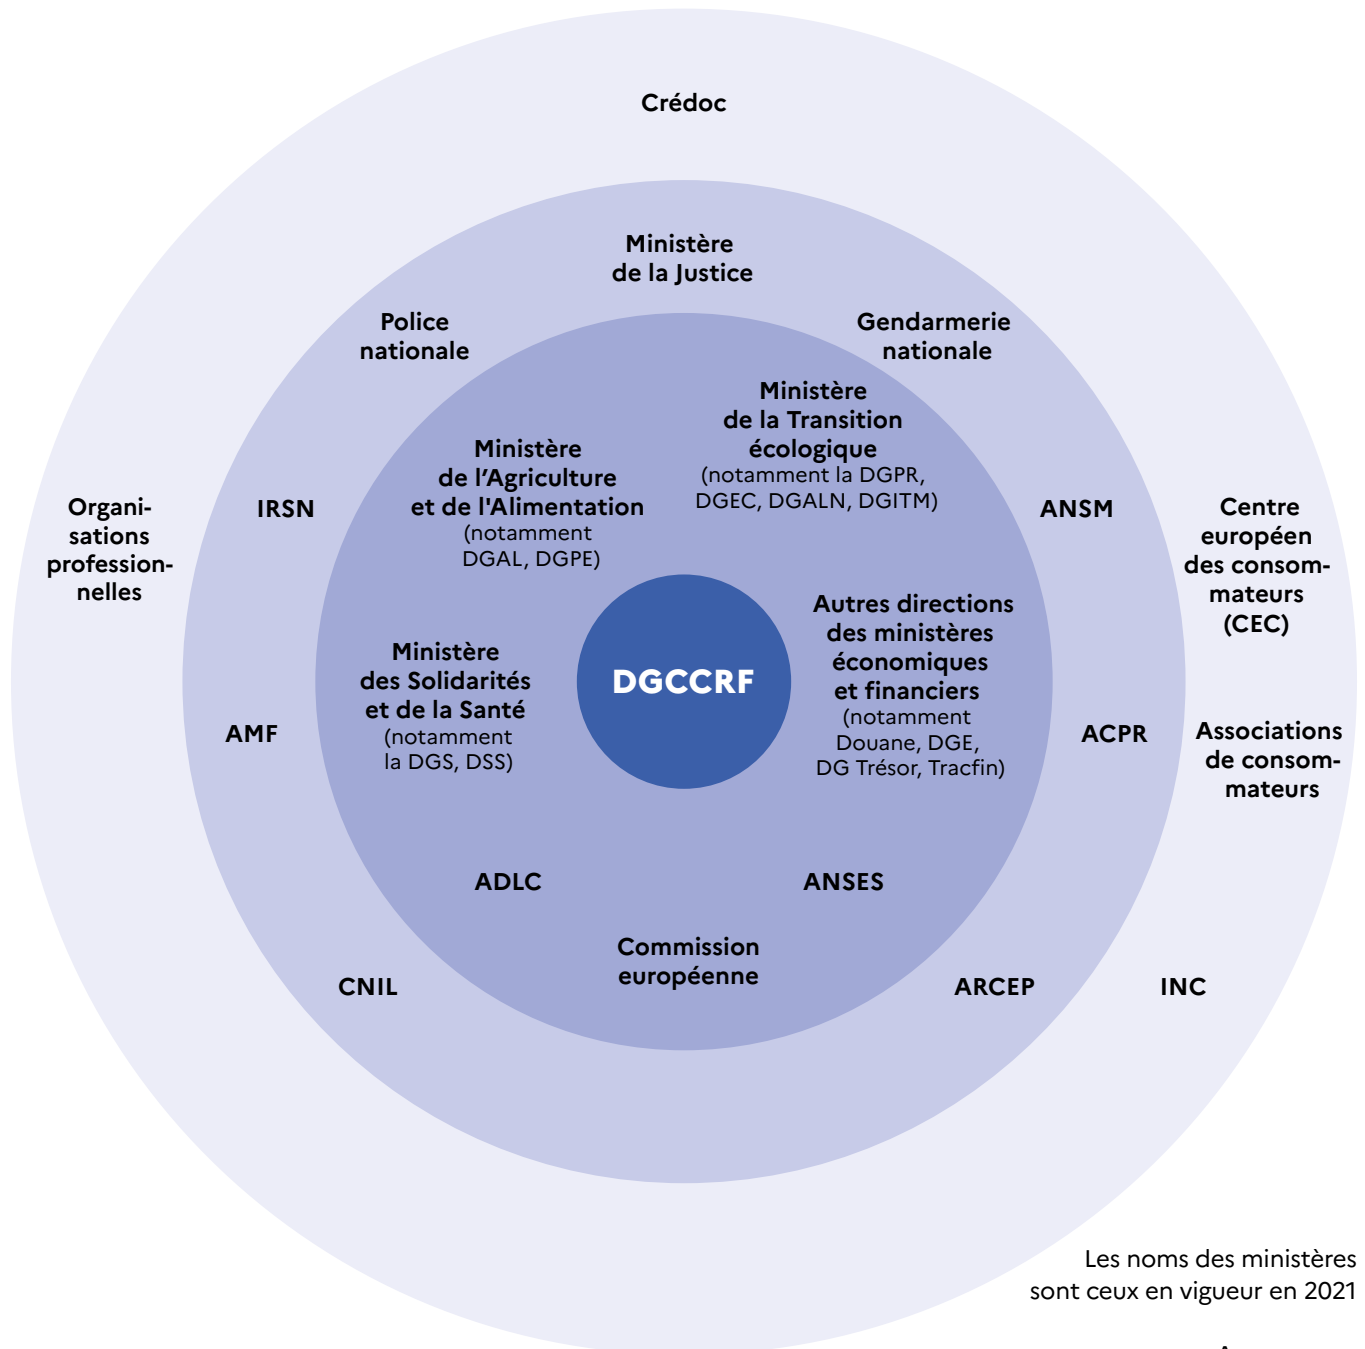 Crédoc
Ministère
de la Justice
Police
nationale
Gendarmerie
nationale
Ministère
de la Transition
écologique
(notamment la DGPR,
DGEC, DGALN, DGITM)
Ministère
de l’Agriculture
et de l'Alimentation
(notamment
DGAL, DGPE)
Organi-
sations
profession-
nelles
IRSN
ANSM
Centre
européen
des consom-
mateurs
(CEC)
Autres directions
des ministères
économiques
et financiers
(notamment
Douane, DGE,
DG Trésor, Tracfin)
Ministère
des Solidarités
et de la Santé
(notamment
la DGS, DSS)
DGCCRF
AMF
ACPR
Associations
de consom-
mateurs
ADLC
ANSES
Commission
européenne
CNIL
ARCEP
INC
Les noms des ministères
sont ceux en vigueur en 2021